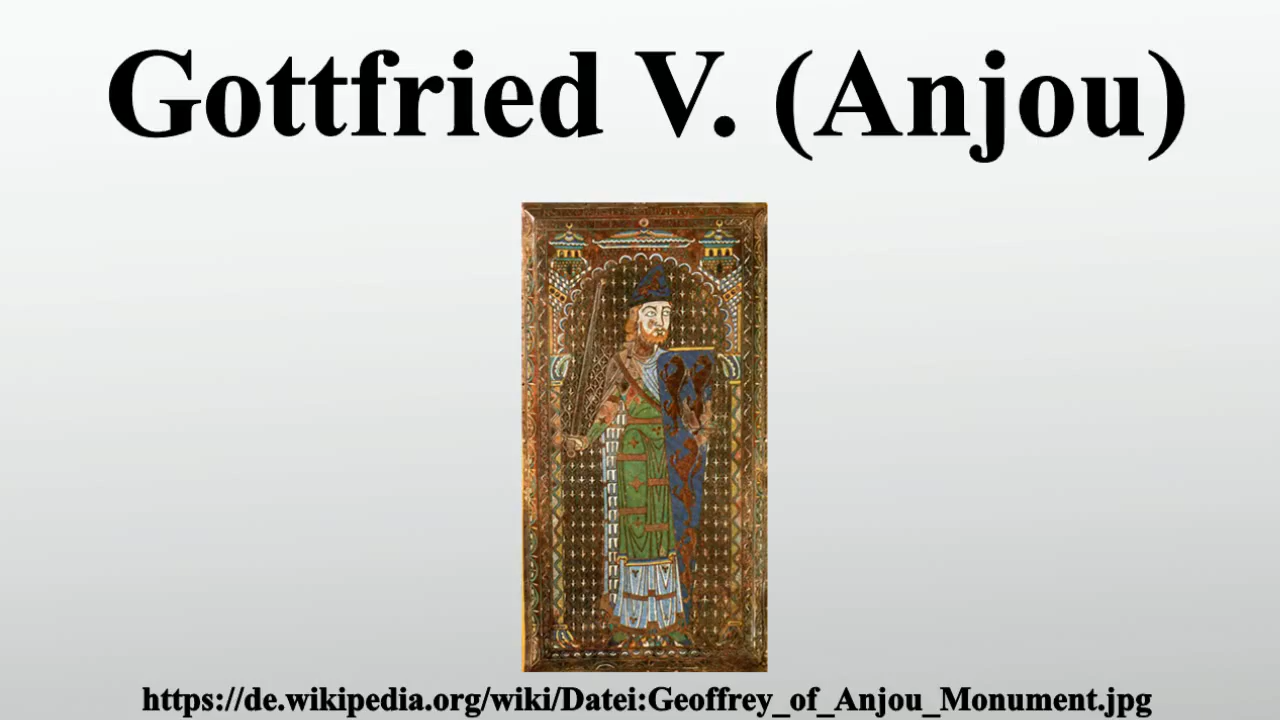 Gottfried V. (Anjou)
https://de.wikipedia.org/wiki/Datei:Geoffrey_of_Anjou_Monument.jpg